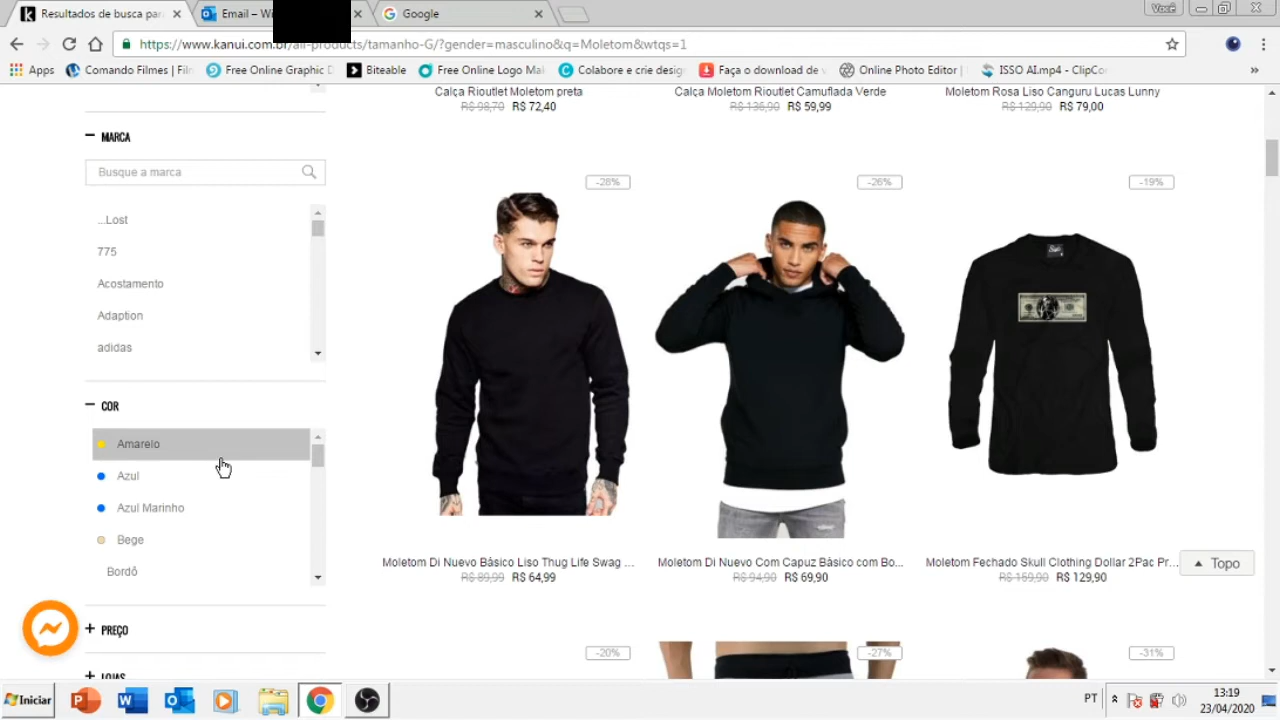 Resultados de busca par
Email – Wi
Google
Você
https://www.kanui.com.br/all-products/tamanho-G/?gender=masculino&q=Moletom&wtqs=1
Apps
Comando Filmes | Filn
Free Online Graphic D
Biteable
Free Online Logo Mak
Colabore e crie design
Faça o download de v
Online Photo Editor |
ISSO AI.mp4 - ClipCo
»
Calça Rioutlet Moletom preta
R$ 98,70 R$ 72,40
Calça Moletom Rioutlet Camuflada Verde
R$ 136,90 R$ 59,99
Moletom Rosa Liso Canguru Lucas Lunny
R$ 129,90 R$ 79,00
MARCA
Busque a marca
...Lost
775
Acostamento
Adaption
adidas
COR
Amarelo
Azul
Azul Marinho
Bege
Bordô
PREÇO
LOJAS
-28%
Moletom Di Nuevo Básico Liso Thug Life Swag ...
R$ 89,99 R$ 64,99
-26%
Moletom Di Nuevo Com Capuz Básico com Bo...
R$ 94,90 R$ 69,90
-19%
Moletom Fechado Skull Clothing Dollar 2Pac Pr...
R$ 159,90 R$ 129,90
Topo
-20%
-27%
-31%
Iniciar
PT
13:19
23/04/2020